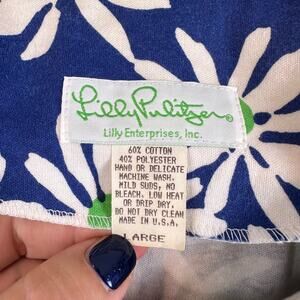 Lilly Pulitzer®
Lilly Enterprises, Inc.
60% COTTON
40% POLYESTER
HAND OR DELICATE
MACHINE WASH.
MILD SUDS, NO
BLEACH. LOW HEAT
OR DRIP DRY.
DO NOT DRY CLEAN
MADE IN U.S.A.
LARGE